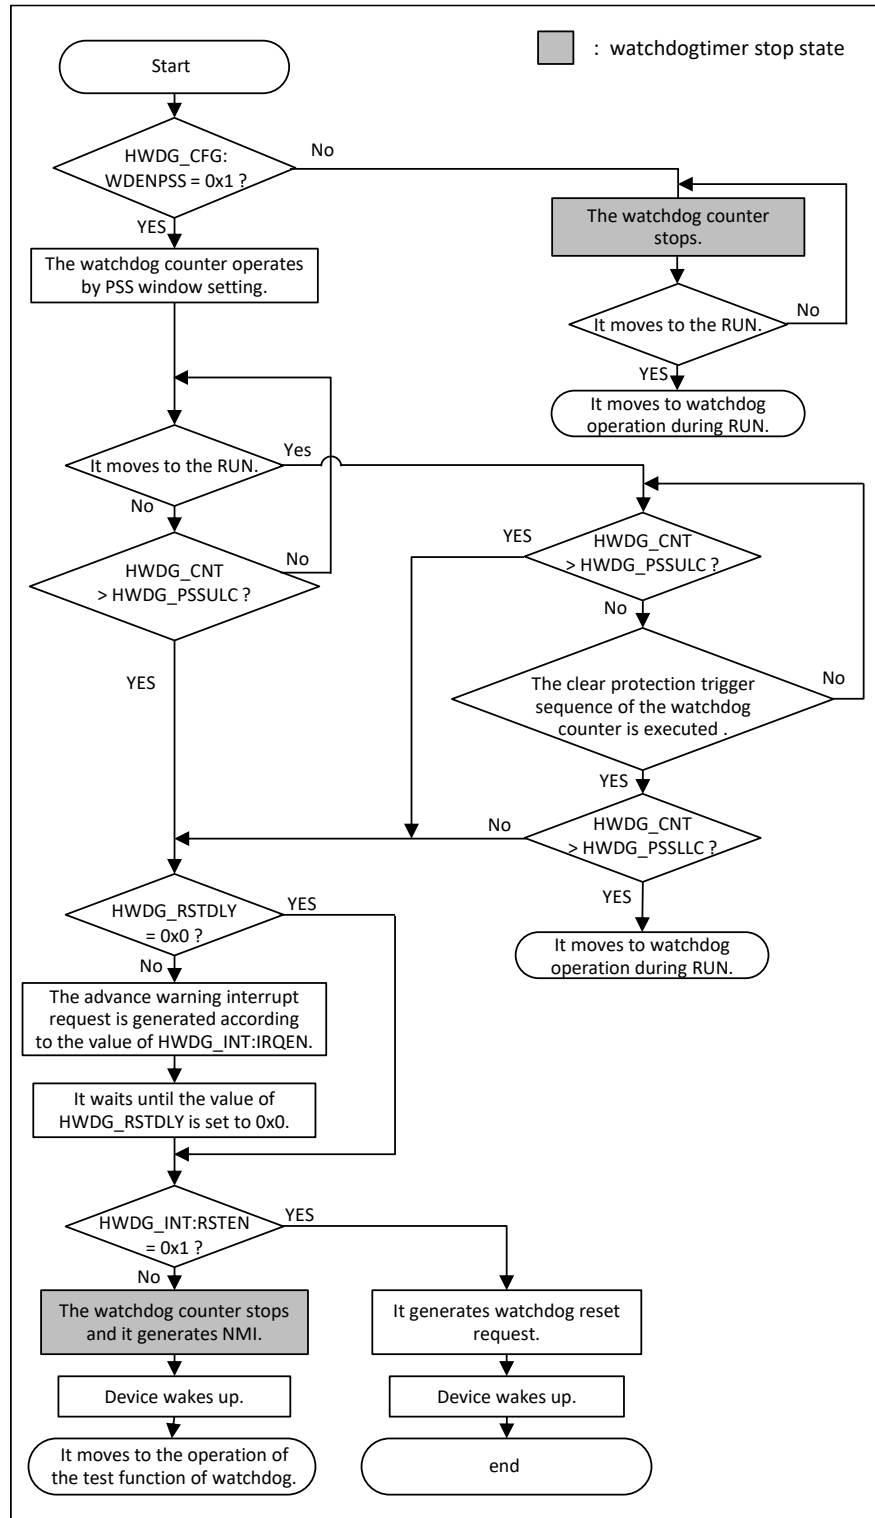 : watchdogtimer stop state
Start
HWDG_CFG:
WDENPSS = 0x1 ?
No
YES
The watchdog counter
stops.
The watchdog counter operates
by PSS window setting.
It moves to the RUN.
No
YES
It moves to watchdog
operation during RUN.
It moves to the RUN.
Yes
No
HWDG_CNT
> HWDG_PSSULC ?
No
YES
HWDG_CNT
> HWDG_PSSULC ?
YES
No
The clear protection trigger
sequence of the watchdog
counter is executed .
No
YES
HWDG_CNT
> HWDG_PSSLLC ?
No
YES
It moves to watchdog
operation during RUN.
HWDG_RSTDLY
= 0x0 ?
YES
No
The advance warning interrupt
request is generated according
to the value of HWDG_INT:IRQEN.
It waits until the value of
HWDG_RSTDLY is set to 0x0.
HWDG_INT:RSTEN
= 0x1 ?
YES
No
The watchdog counter stops
and it generates NMI.
It generates watchdog reset
request.
Device wakes up.
Device wakes up.
It moves to the operation of
the test function of watchdog.
end